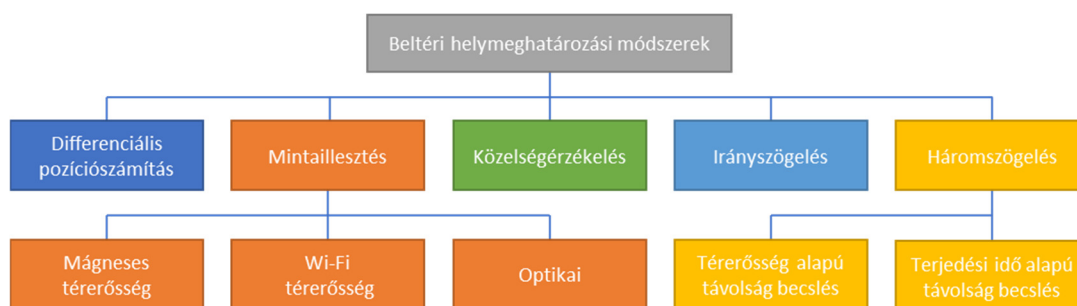 Beltéri helymeghatározási módszerek
Differenciális
pozíciószámítás
Mintaillesztés
Közelségérzékelés
Irányszögelés
Háromszögelés
Mágneses
térerősség
Wi-Fi
térerősség
Optikai
Térerősség alapú
távolság becslés
Terjedési idő alapú
távolság becslés